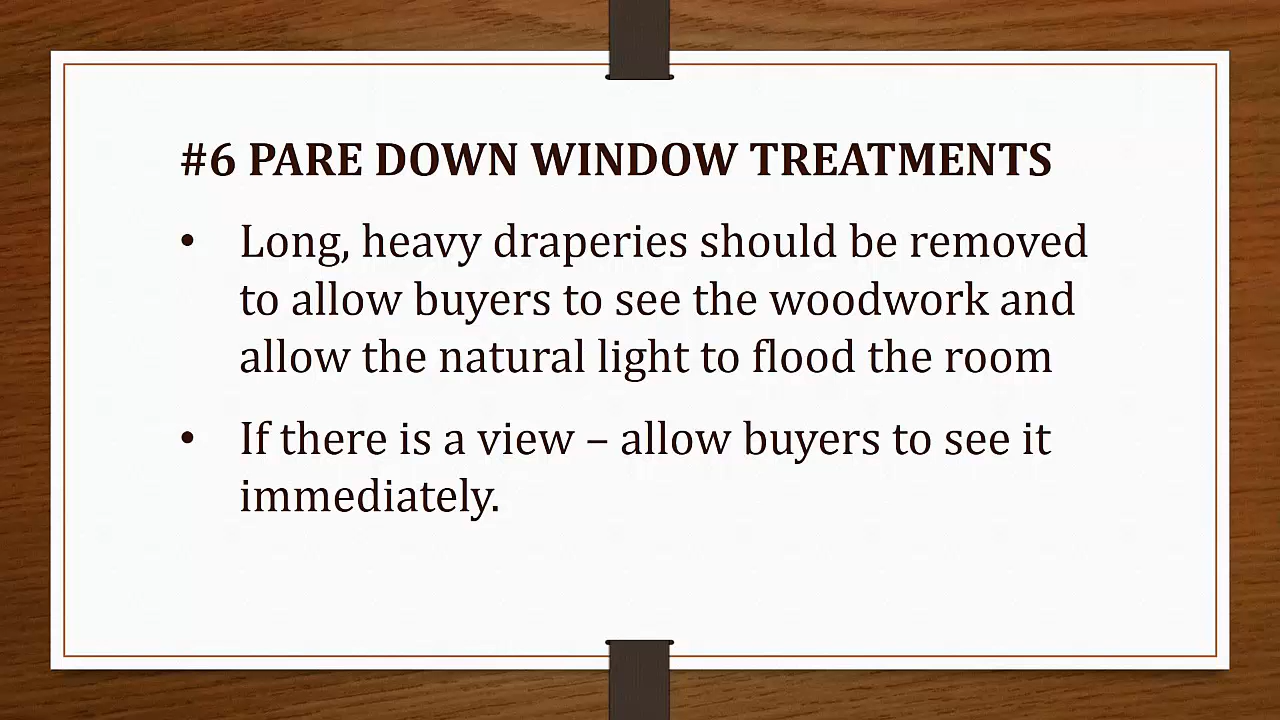 #6 PARE DOWN WINDOW TREATMENTS
• Long, heavy draperies should be removed
to allow buyers to see the woodwork and
allow the natural light to flood the room
• If there is a view – allow buyers to see it
immediately.